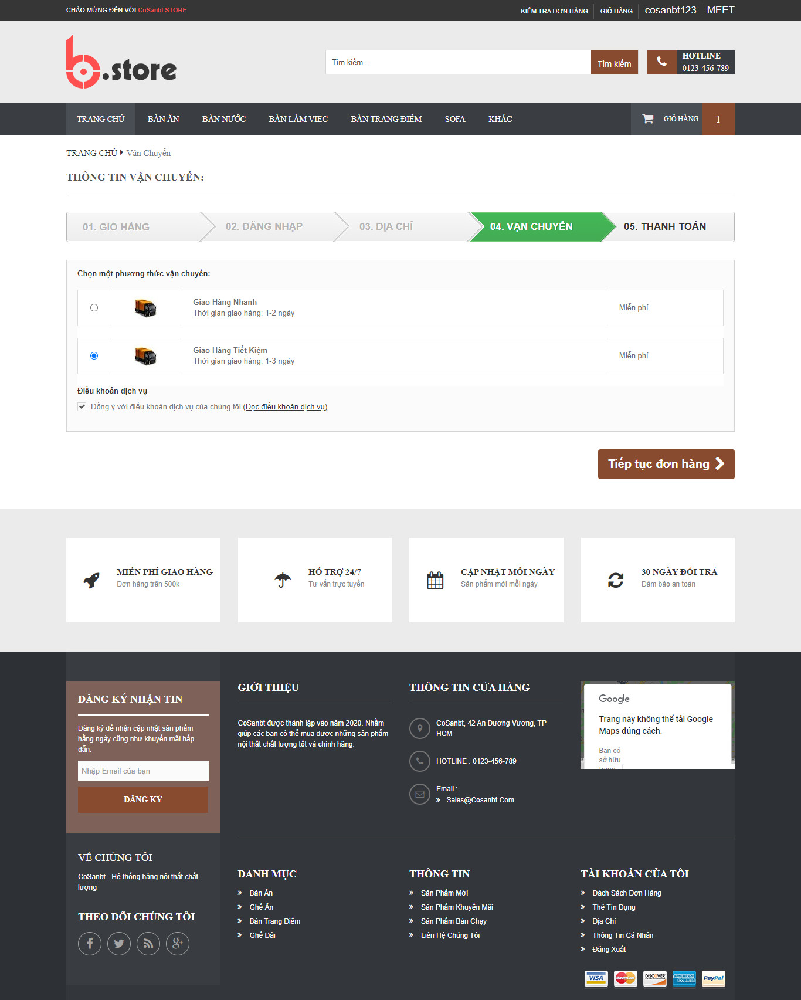 CHÀO MỪNG ĐẾN VỚI CoSanbt STORE
KIỂM TRA ĐƠN HÀNG
GIỎ HÀNG
cosanbt123
MEET
b.store
Tìm kiếm...
Tìm kiếm
HOTLINE
0123-456-789
TRANG CHỦ
BÀN ĂN
BÀN NƯỚC
BÀN LÀM VIỆC
BÀN TRANG ĐIỂM
SOFA
KHÁC
GIỎ HÀNG
1
TRANG CHỦ Vận Chuyển
THÔNG TIN VẬN CHUYỂN:
01. GIỎ HÀNG
02. ĐĂNG NHẬP
03. ĐỊA CHỈ
04. VẬN CHUYỂN
05. THANH TOÁN
Chọn một phương thức vận chuyển:
Giao Hàng Nhanh
Thời gian giao hàng: 1-2 ngày
Miễn phí
Giao Hàng Tiết Kiệm
Thời gian giao hàng: 1-3 ngày
Miễn phí
Điều khoản dịch vụ
Đồng ý với điều khoản dịch vụ của chúng tôi.(Đọc điều khoản dịch vụ)
Tiếp tục đơn hàng
MIỄN PHÍ GIAO HÀNG
Đơn hàng trên 500k
HỖ TRỢ 24/7
Tư vấn trực tuyến
CẬP NHẬT MỖI NGÀY
Sản phẩm mới mỗi ngày
30 NGÀY ĐỔI TRẢ
Đảm bảo an toàn
ĐĂNG KÝ NHẬN TIN
Đăng ký để nhận cập nhật sản phẩm
hằng ngày cũng như khuyến mãi hấp
dẫn.
Nhập Email của bạn
ĐĂNG KÝ
VỀ CHÚNG TÔI
CoSanbt - Hệ thống hàng nội thất chất
lượng
THEO DÕI CHÚNG TÔI
GIỚI THIỆU
CoSanbt được thành lập vào năm 2020. Nhằm
giúp các bạn có thể mua được những sản phẩm
nội thất chất lượng tốt và chính hãng.
THÔNG TIN CỬA HÀNG
CoSanbt, 42 An Dương Vương, TP
HCM
HOTLINE : 0123-456-789
Email :
Sales@Cosanbt.Com
Google
Trang này không thể tải Google
Maps đúng cách.
Bạn có
sở hữu
trang
DANH MỤC
Bàn Ăn
Ghế Ăn
Bàn Trang Điểm
Ghế Dài
THÔNG TIN
Sản Phẩm Mới
Sản Phẩm Khuyến Mãi
Sản Phẩm Bán Chạy
Liên Hệ Chúng Tôi
TÀI KHOẢN CỦA TÔI
Dách Sách Đơn Hàng
Thẻ Tín Dụng
Địa Chỉ
Thông Tin Cá Nhân
Đăng Xuất
VISA
MasterCard
DISCOVER
AMERICAN EXPRESS
PayPal